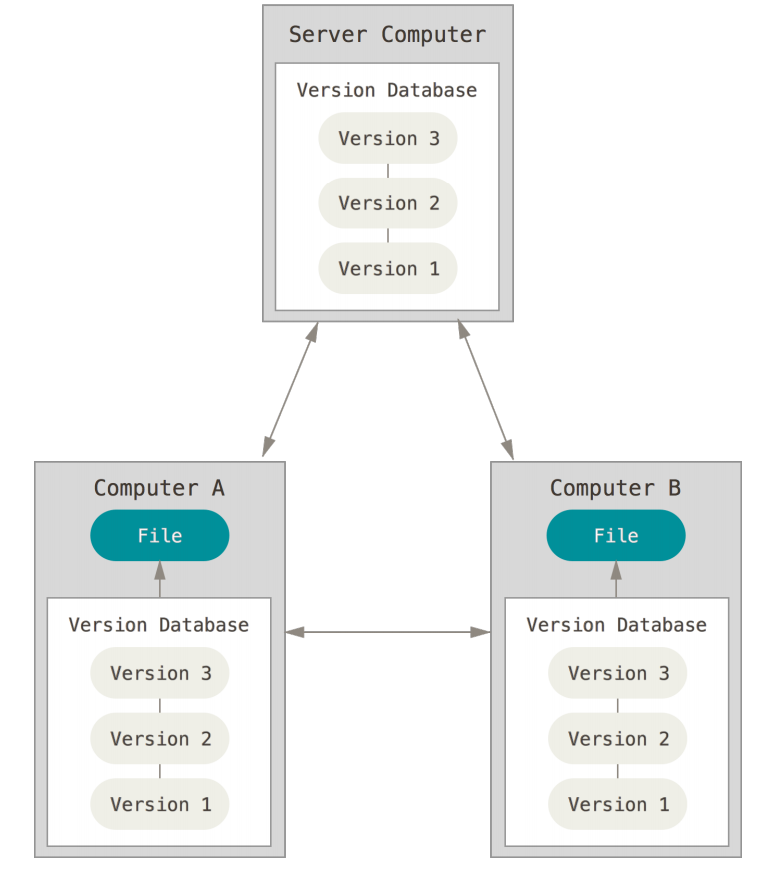 Server Computer
Version Database
Version 3
Version 2
Version 1
Computer A
File
Version Database
Version 3
Version 2
Version 1
Computer B
File
Version Database
Version 3
Version 2
Version 1